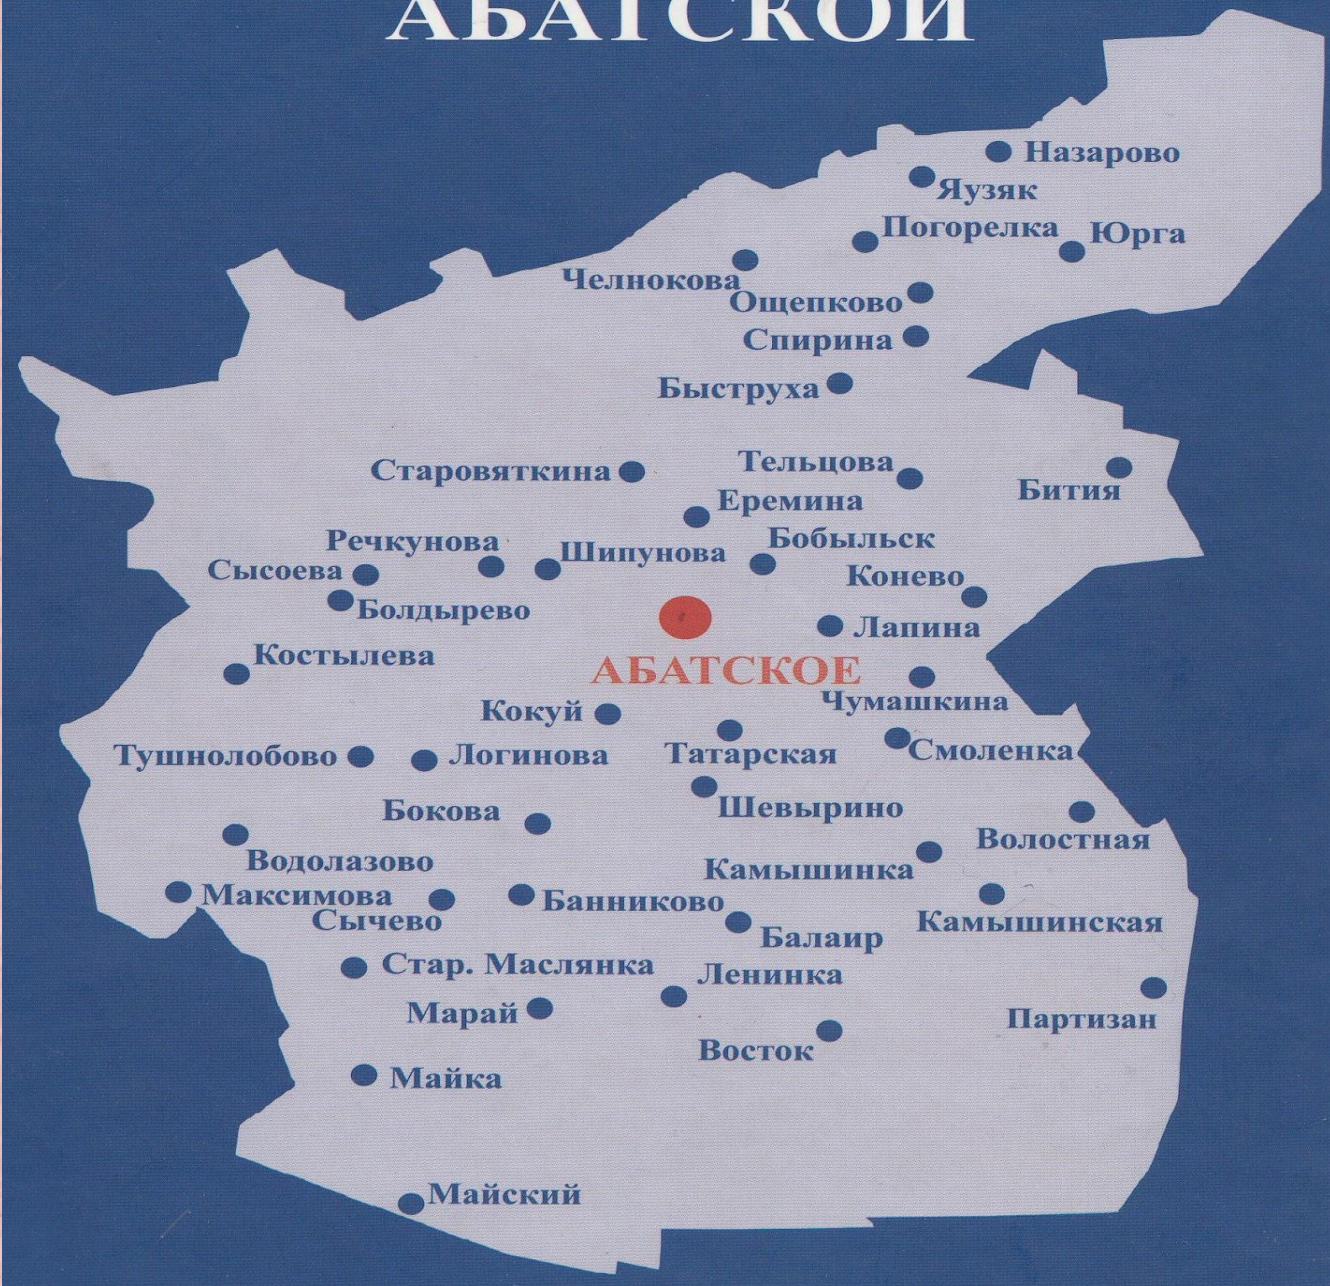 АБАТСКОЙ
Назарово
Яузяк
Погорелка
Юрга
Челнокова
Ощепково
Спирина
Быструха
Старовяткина
Тельцова
Бития
Еремина
Речкунова
Шипунова
Бобыльск
Сысоева
Конево
Болдырево
Лапина
Костылева
АБАТСКОЕ
Чумашкина
Кокуй
Тушнолобово
Логинова
Татарская
Смоленка
Бокова
Шевырино
Волостная
Водолазово
Камышинка
Максимова
Банниково
Сычево
Камышинская
Балаир
Стар. Маслянка
Ленинка
Марай
Партизан
Восток
Майка
Майский